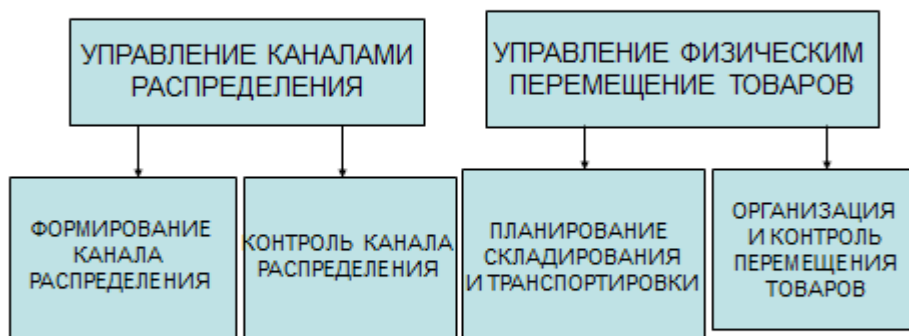 УПРАВЛЕНИЕ КАНАЛАМИ
РАСПРЕДЕЛЕНИЯ
УПРАВЛЕНИЕ ФИЗИЧЕСКИМ
ПЕРЕМЕЩЕНИЕ ТОВАРОВ
ФОРМИРОВАНИЕ
КАНАЛА
РАСПРЕДЕЛЕНИЯ
КОНТРОЛЬ КАНАЛА
РАСПРЕДЕЛЕНИЯ
ПЛАНИРОВАНИЕ
СКЛАДИРОВАНИЯ
И ТРАНСПОРТИРОВКИ
ОРГАНИЗАЦИЯ
И КОНТРОЛЬ
ПЕРЕМЕЩЕНИЯ
ТОВАРОВ